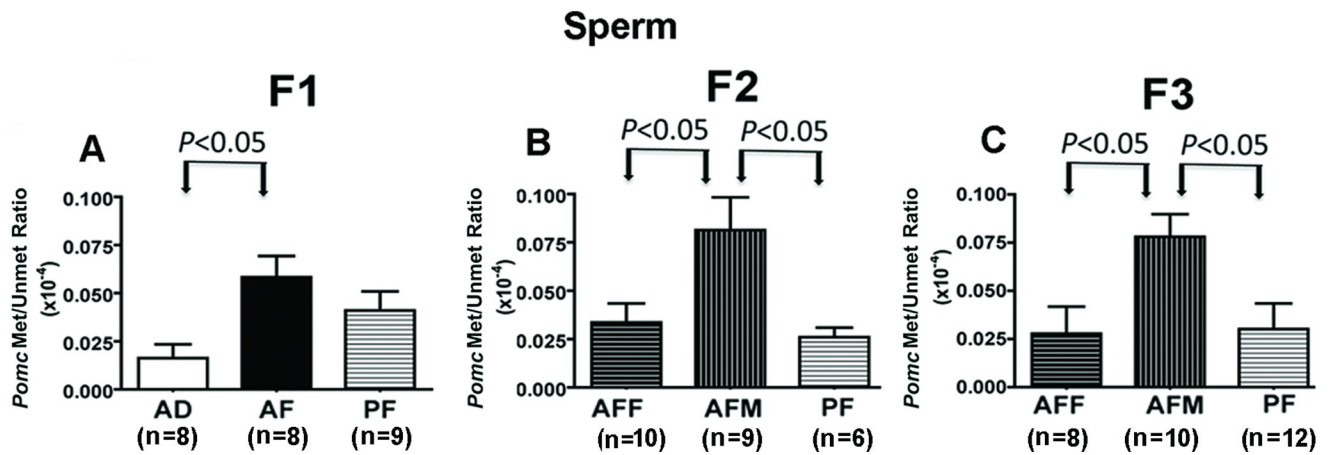 Sperm
F1
F2
F3
A
P<0.05
Pomc Met/Unmet Ratio
(x10⁻⁴)
0.100
0.075
0.050
0.025
0.000
AD
AF
PF
(n=8)
(n=8)
(n=9)
B
P<0.05
P<0.05
Pomc Met/Unmet Ratio
(x10⁻⁴)
0.100
0.075
0.050
0.025
0.000
AFF
AFM
PF
(n=10)
(n=9)
(n=6)
C
P<0.05
P<0.05
Pomc Met/Unmet Ratio
(x10⁻⁴)
0.100
0.075
0.050
0.025
0.000
AFF
AFM
PF
(n=8)
(n=10)
(n=12)